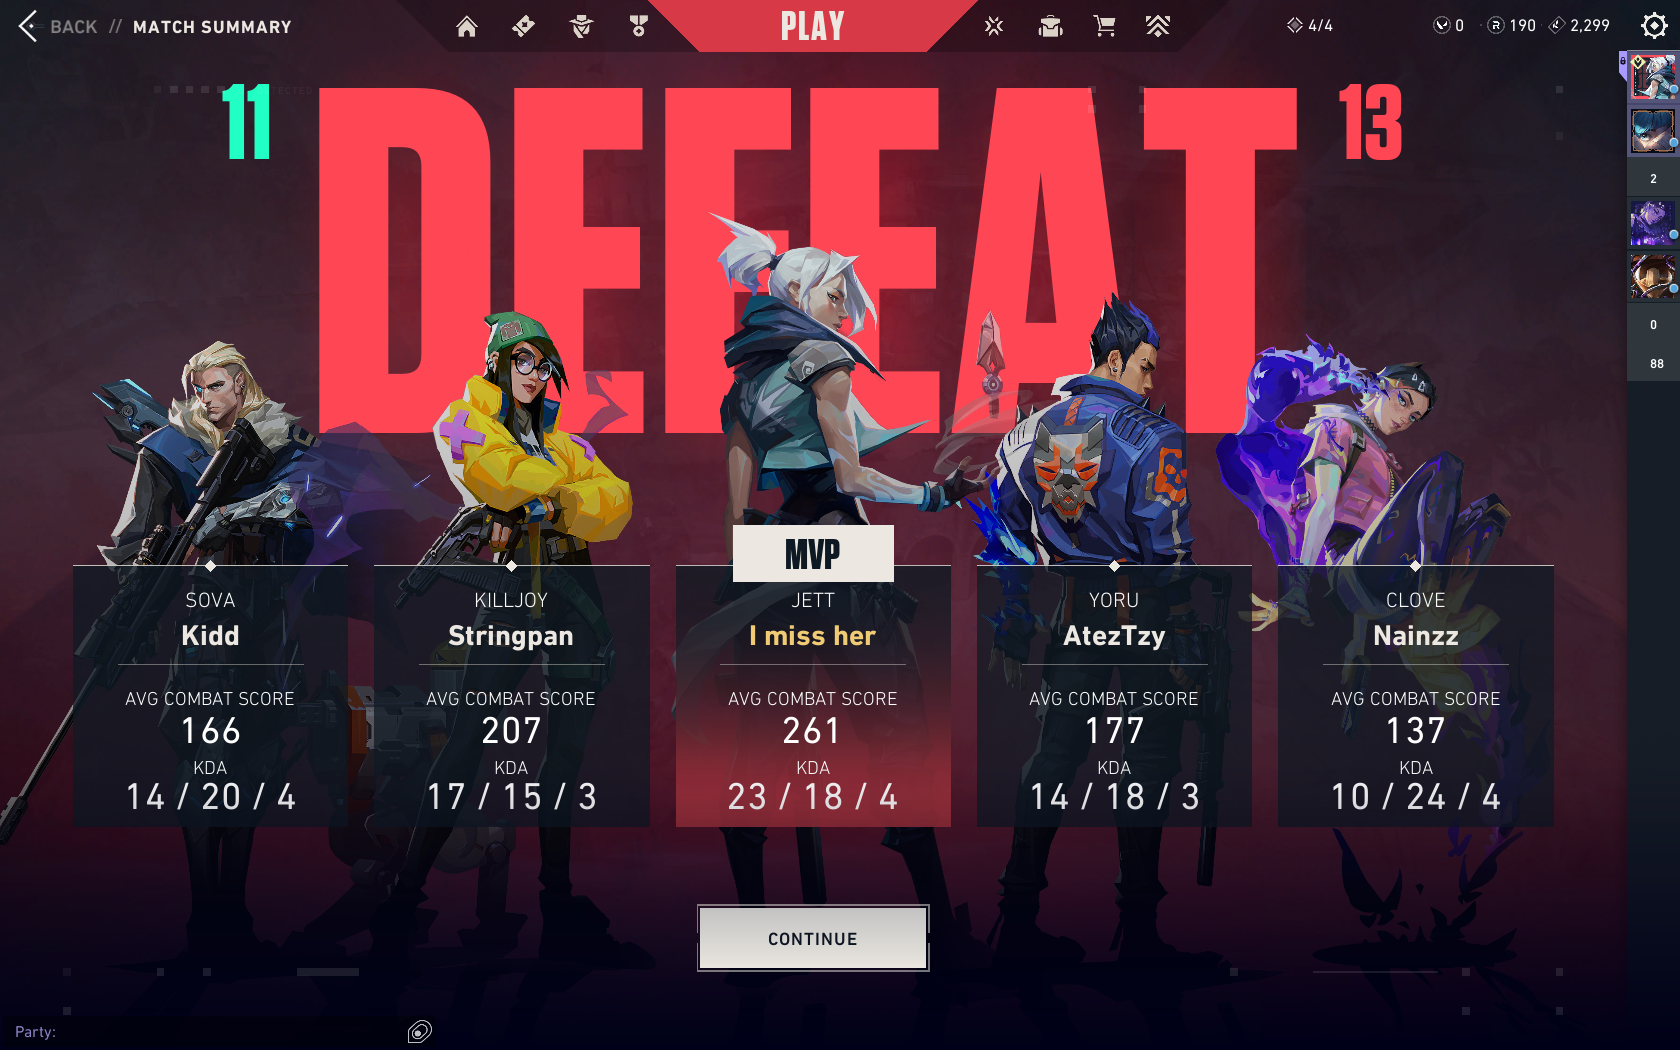 BACK // MATCH SUMMARY
PLAY
4/4
0
190
2,299
11
DEFEAT
13
2
0
88
MVP
SOVA
Kidd
AVG COMBAT SCORE
166
KDA
14 / 20 / 4
KILLJOY
Stringpan
AVG COMBAT SCORE
207
KDA
17 / 15 / 3
JETT
I miss her
AVG COMBAT SCORE
261
KDA
23 / 18 / 4
YORU
AtezTzy
AVG COMBAT SCORE
177
KDA
14 / 18 / 3
CLOVE
Nainzz
AVG COMBAT SCORE
137
KDA
10 / 24 / 4
CONTINUE
Party: